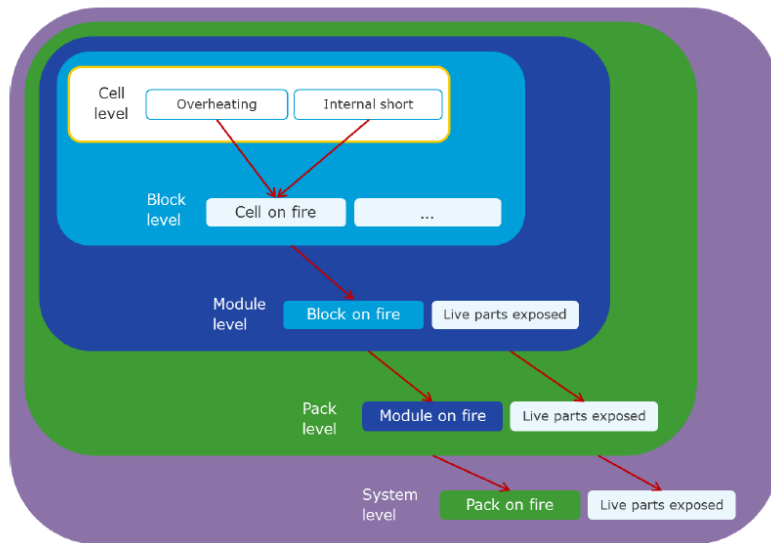 Cell
level
Overheating
Internal short
Block
level
Cell on fire
...
Module
level
Block on fire
Live parts exposed
Pack
level
Module on fire
Live parts exposed
System
level
Pack on fire
Live parts exposed